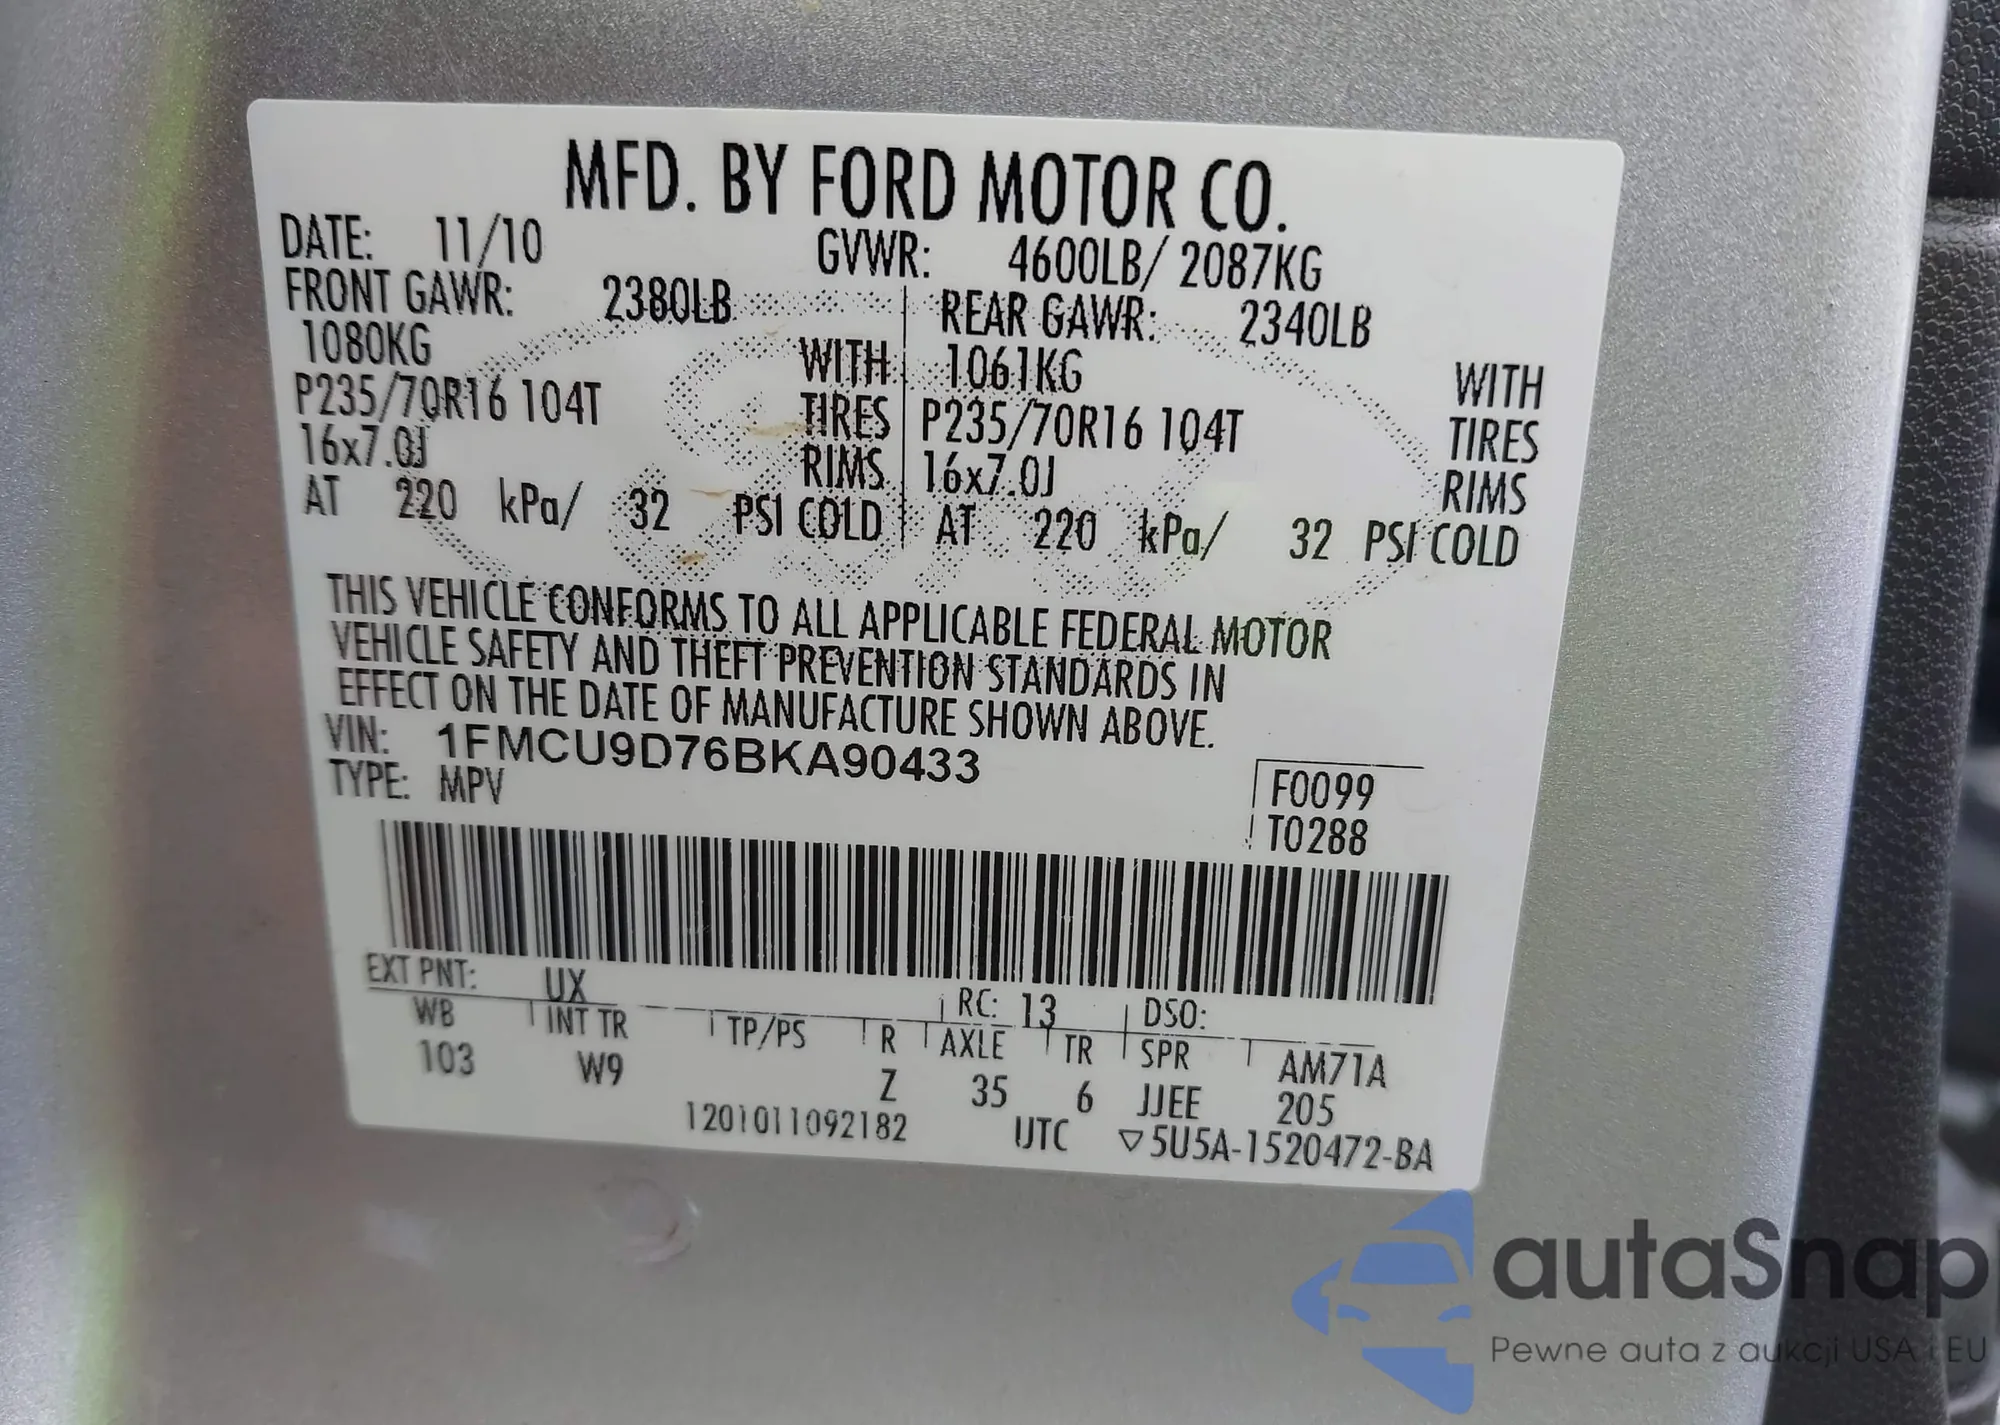 MFD. BY FORD MOTOR CO.
DATE: 11/10 GVWR: 4600LB/ 2087KG
FRONT GAWR: 2380LB REAR GAWR: 2340LB
1080KG WITH 1061KG WITH
P235/70R16 104T TIRES P235/70R16 104T TIRES
16x7.0J RIMS 16x7.0J RIMS
AT 220 kPa/ 32 PSI COLD AT 220 kPa/ 32 PSI COLD
THIS VEHICLE CONFORMS TO ALL APPLICABLE FEDERAL MOTOR
VEHICLE SAFETY AND THEFT PREVENTION STANDARDS IN
EFFECT ON THE DATE OF MANUFACTURE SHOWN ABOVE.
VIN: 1FMCU9D76BKA90433
TYPE: MPV
F0099
T0288
EXT PNT: UX RC: 13 DSO:
WB INT TR TP/PS R AXLE TR SPR AM71A
103 W9 Z 35 6 JJEE 205
1201011092182 UTC ▽5U5A-1520472-BA
autaSnap
Pewne auta z aukcji USA i EU